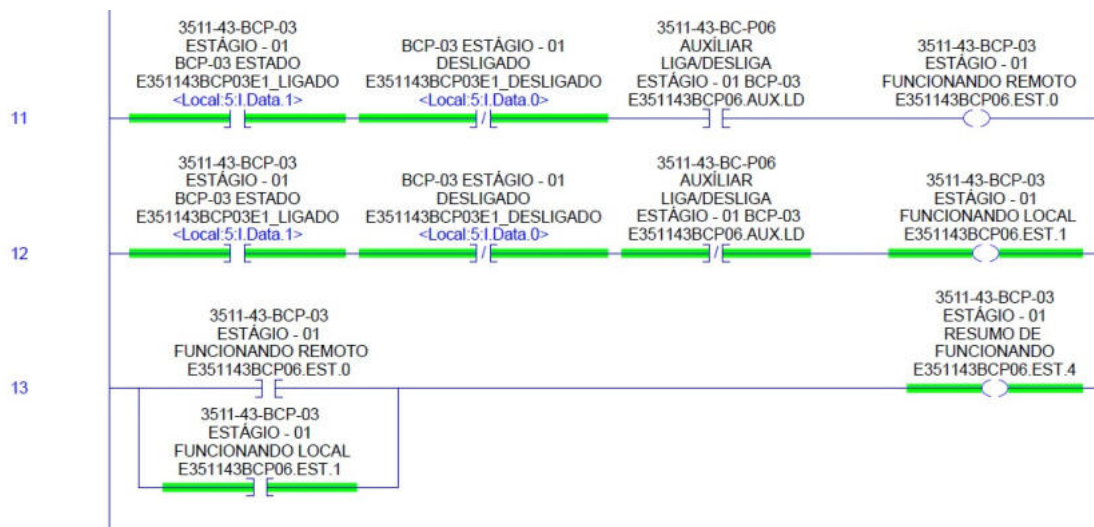 3511-43-BCP-03
ESTÁGIO - 01
BCP-03 ESTADO
E351143BCP03E1_LIGADO
<Local:5:I.Data.1>
BCP-03 ESTÁGIO - 01
DESLIGADO
E351143BCP03E1_DESLIGADO
<Local:5:I.Data.0>
3511-43-BC-P06
AUXÍLIAR
LIGA/DESLIGA
ESTÁGIO - 01 BCP-03
E351143BCP06.AUX.LD
3511-43-BCP-03
ESTÁGIO - 01
FUNCIONANDO REMOTO
E351143BCP06.EST.0
11
3511-43-BCP-03
ESTÁGIO - 01
BCP-03 ESTADO
E351143BCP03E1_LIGADO
<Local:5:I.Data.1>
BCP-03 ESTÁGIO - 01
DESLIGADO
E351143BCP03E1_DESLIGADO
<Local:5:I.Data.0>
3511-43-BC-P06
AUXÍLIAR
LIGA/DESLIGA
ESTÁGIO - 01 BCP-03
E351143BCP06.AUX.LD
3511-43-BCP-03
ESTÁGIO - 01
FUNCIONANDO LOCAL
E351143BCP06.EST.1
12
3511-43-BCP-03
ESTÁGIO - 01
FUNCIONANDO REMOTO
E351143BCP06.EST.0
3511-43-BCP-03
ESTÁGIO - 01
RESUMO DE
FUNCIONANDO
E351143BCP06.EST.4
13
3511-43-BCP-03
ESTÁGIO - 01
FUNCIONANDO LOCAL
E351143BCP06.EST.1